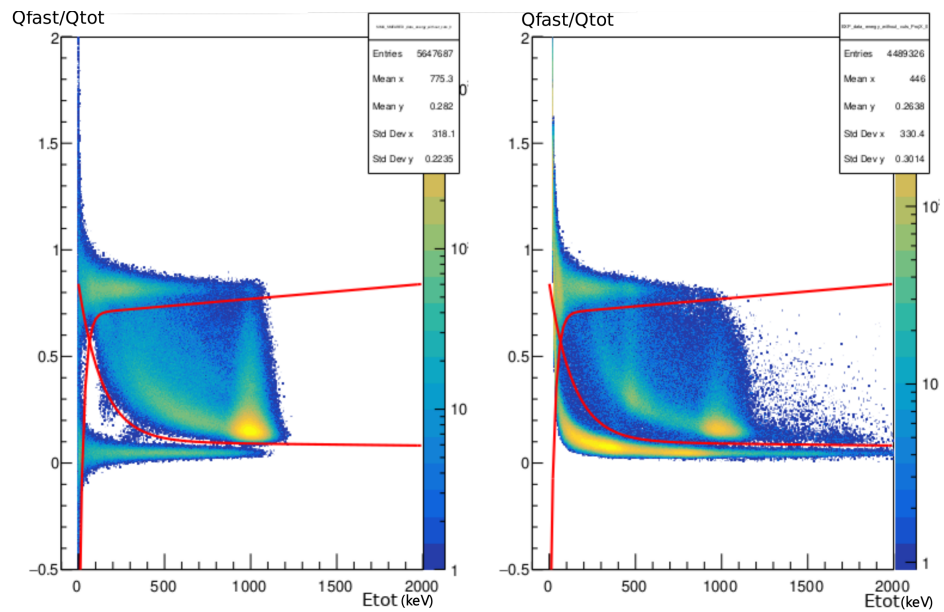 Qfast/Qtot
Entries 5647687
Mean x 775.3
Mean y 0.282
Std Dev x 318.1
Std Dev y 0.2235
2
1.5
1
0.5
0
−0.5
0 500 1000 1500 2000
Etot (keV)
10
10
1
Qfast/Qtot
Entries 4489326
Mean x 446
Mean y 0.2638
Std Dev x 330.4
Std Dev y 0.3014
2
1.5
1
0.5
0
−0.5
0 500 1000 1500 2000
Etot(keV)
10
10
1